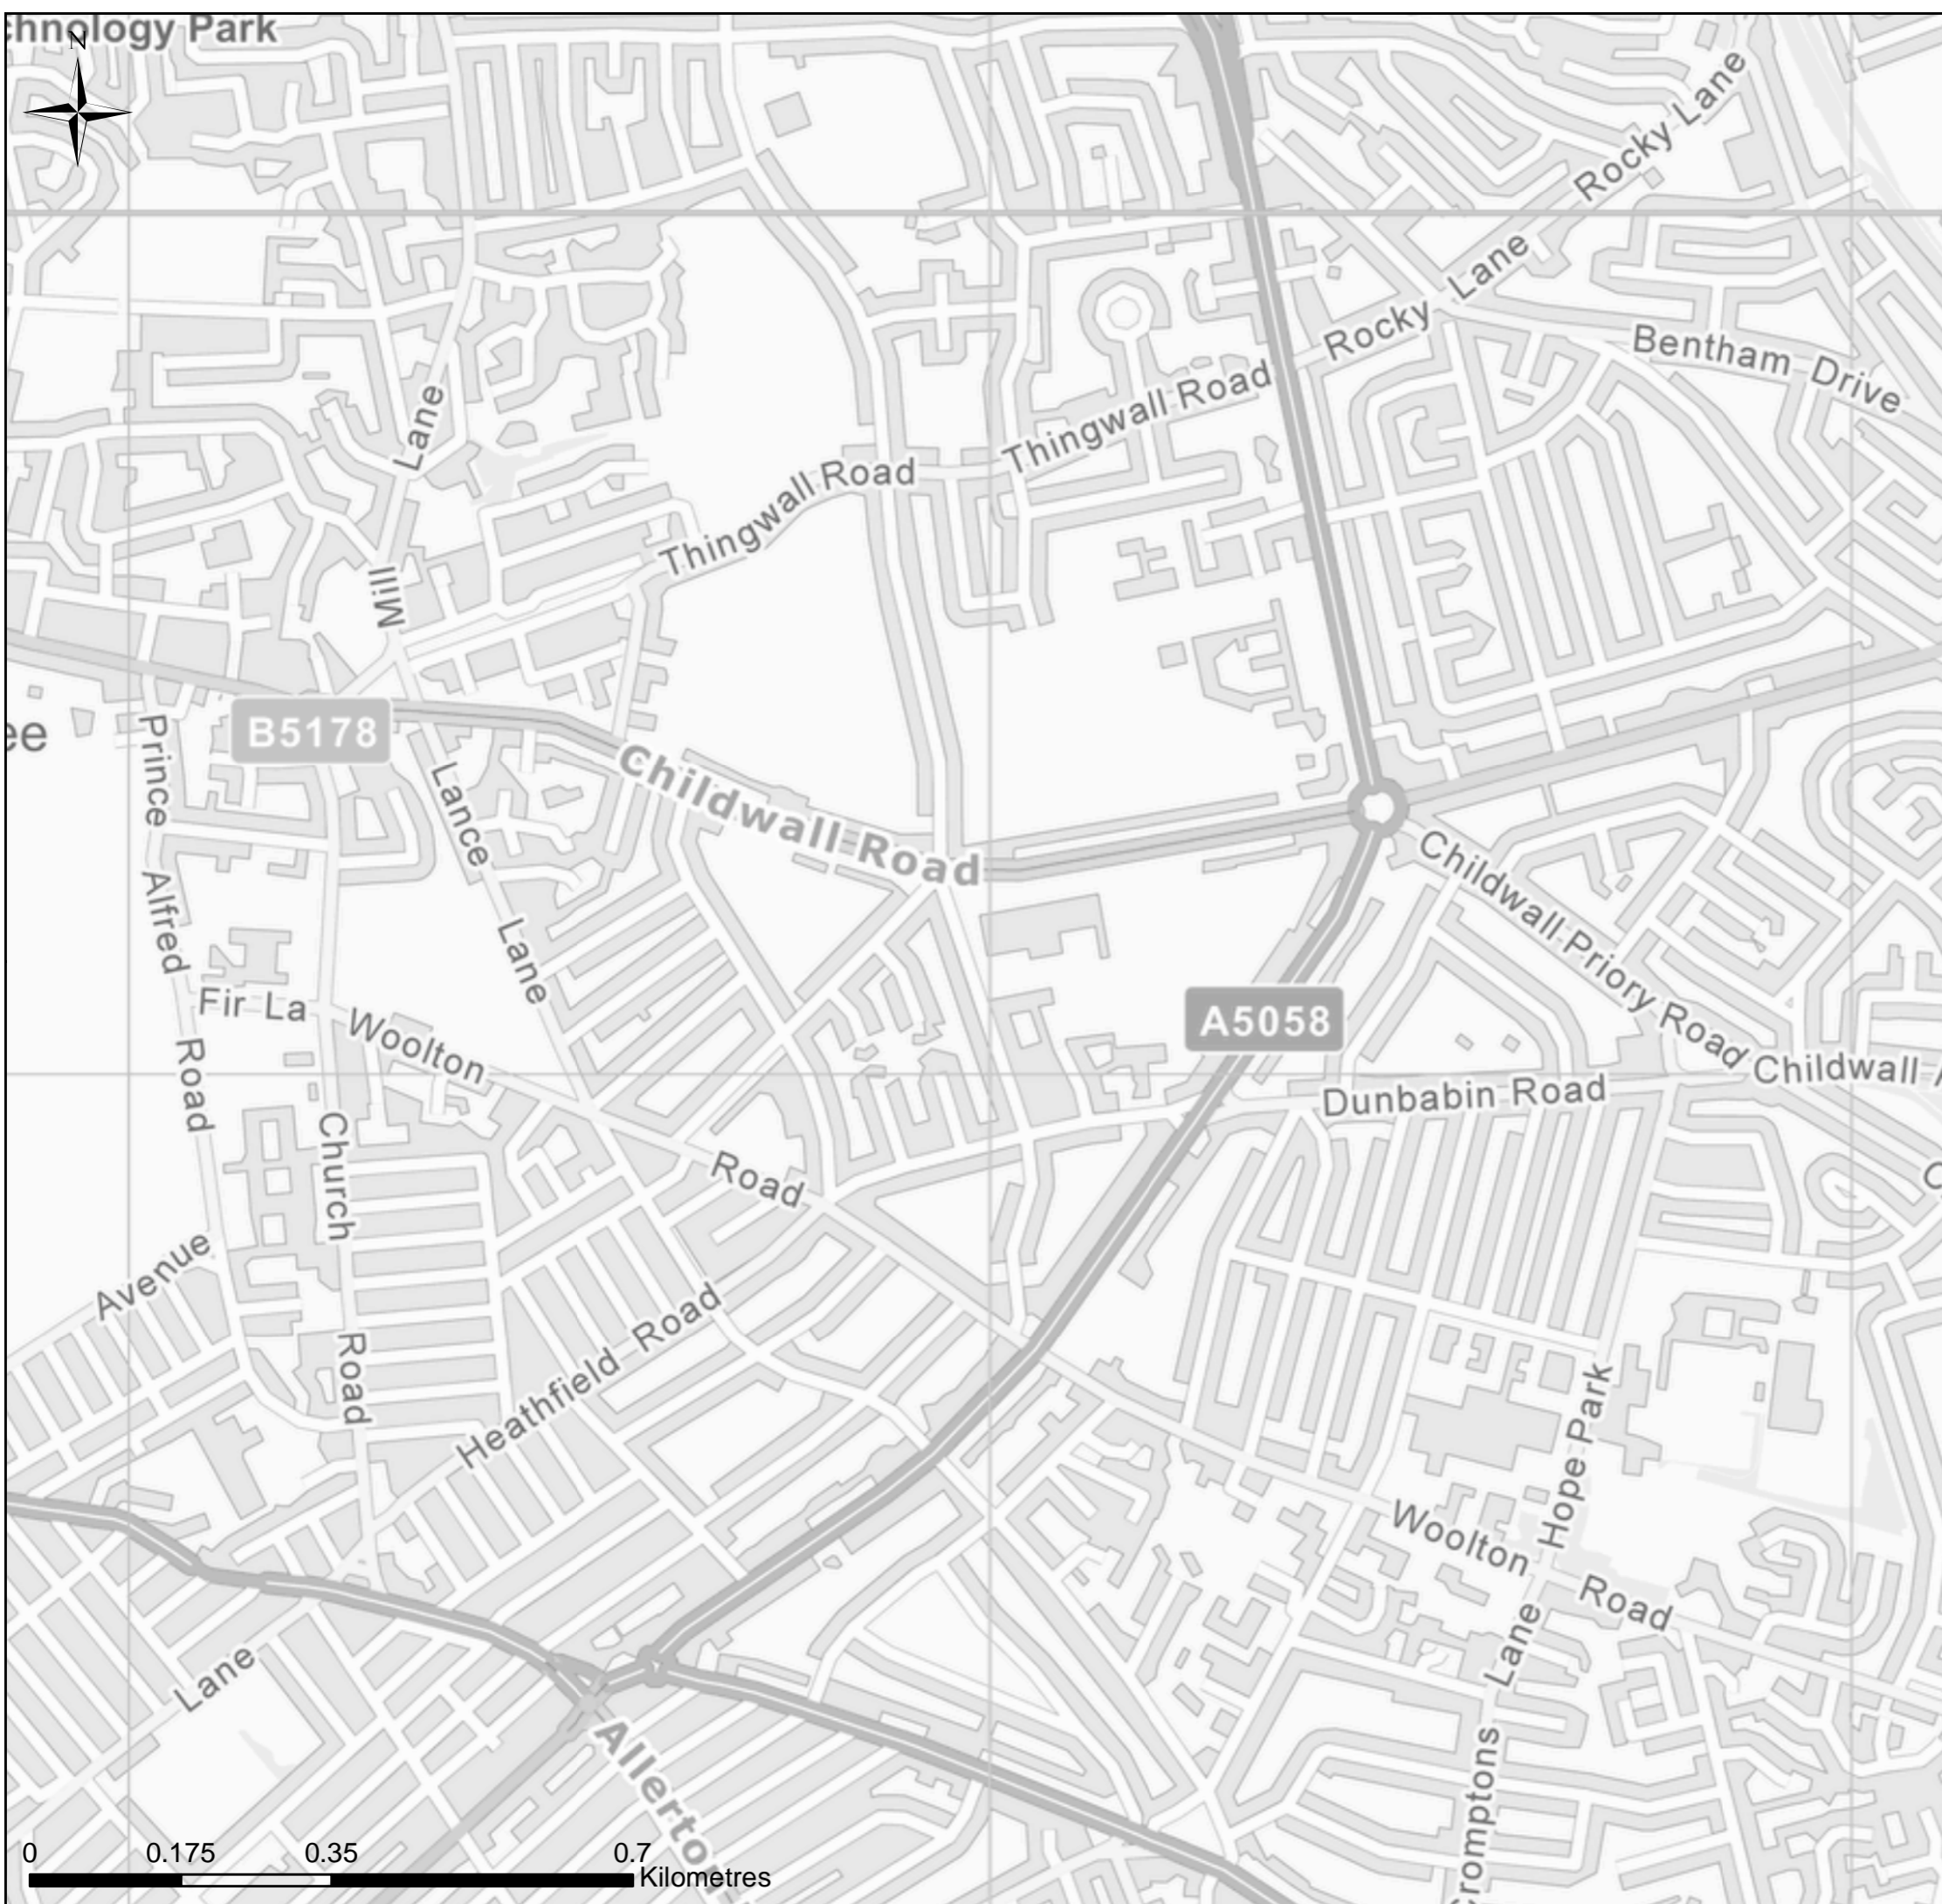 chnology Park
N
Rocky Lane
Rocky Lane
Bentham Drive
Thingwall Road
Thingwall Road
Mill Lane
B5178
ee
Childwall Road
Prince Alfred Road
Lance Lane
Childwall Priory Road
Fir La
Woolton Road
A5058
Childwall
Dunbabin Road
Church Road
Avenue
Heathfield Road
Hope Park
Woolton Road
Lane
Cromptons Lane
Allerton
0 0.175 0.35 0.7
Kilometres